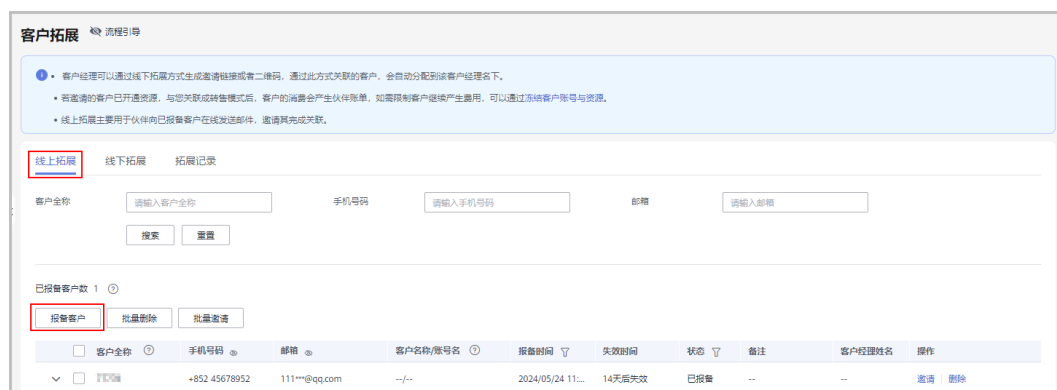 客户拓展 流程引导
• 客户经理可以通过线下拓展方式生成邀请链接或者二维码，通过此方式关联的客户，会自动分配到该客户经理名下。
• 若邀请的客户已开通资源，与您关联成转售模式后，客户的消费会产生伙伴账单，如需限制客户继续产生费用，可以通过冻结客户账号与资源。
• 线上拓展主要用于伙伴向已报备客户在线发送邮件，邀请其完成关联。
线上拓展 线下拓展 拓展记录
客户全称 请输入客户全称 手机号码 请输入手机号码 邮箱 请输入邮箱
搜索 重置
已报备客户数 1
报备客户 批量删除 批量邀请
客户全称 手机号码 邮箱 客户名称/账号名 报备时间 失效时间 状态 备注 客户经理姓名 操作
+852 45678952 111***@qq.com --/-- 2024/05/24 11:... 14天后失效 已报备 -- -- 邀请 删除